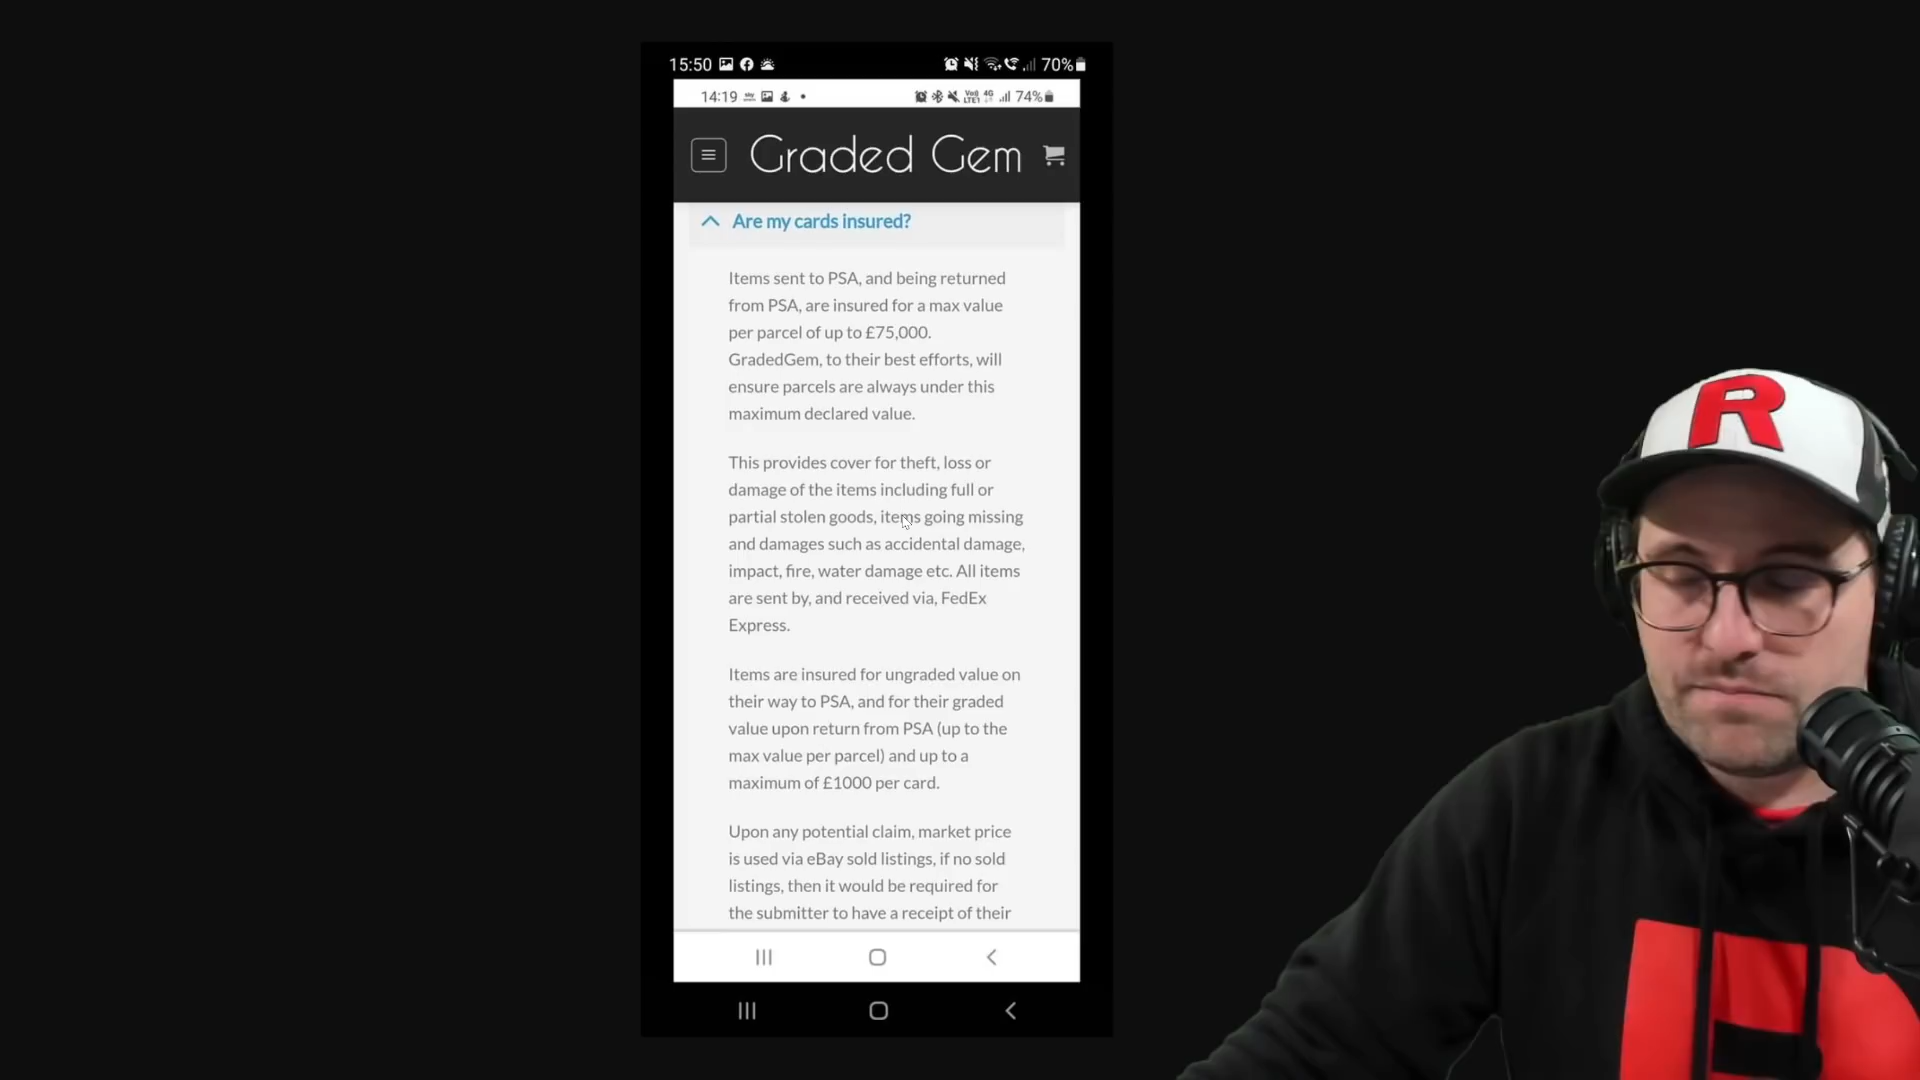 15:50
70%
14:19
Voi) 4G
LTE1
74%
Graded Gem
Are my cards insured?
Items sent to PSA, and being returned
from PSA, are insured for a max value
per parcel of up to £75,000.
GradedGem, to their best efforts, will
ensure parcels are always under this
maximum declared value.
This provides cover for theft, loss or
damage of the items including full or
partial stolen goods, items going missing
and damages such as accidental damage,
impact, fire, water damage etc. All items
are sent by, and received via, FedEx
Express.
Items are insured for ungraded value on
their way to PSA, and for their graded
value upon return from PSA (up to the
max value per parcel) and up to a
maximum of £1000 per card.
Upon any potential claim, market price
is used via eBay sold listings, if no sold
listings, then it would be required for
the submitter to have a receipt of their
R